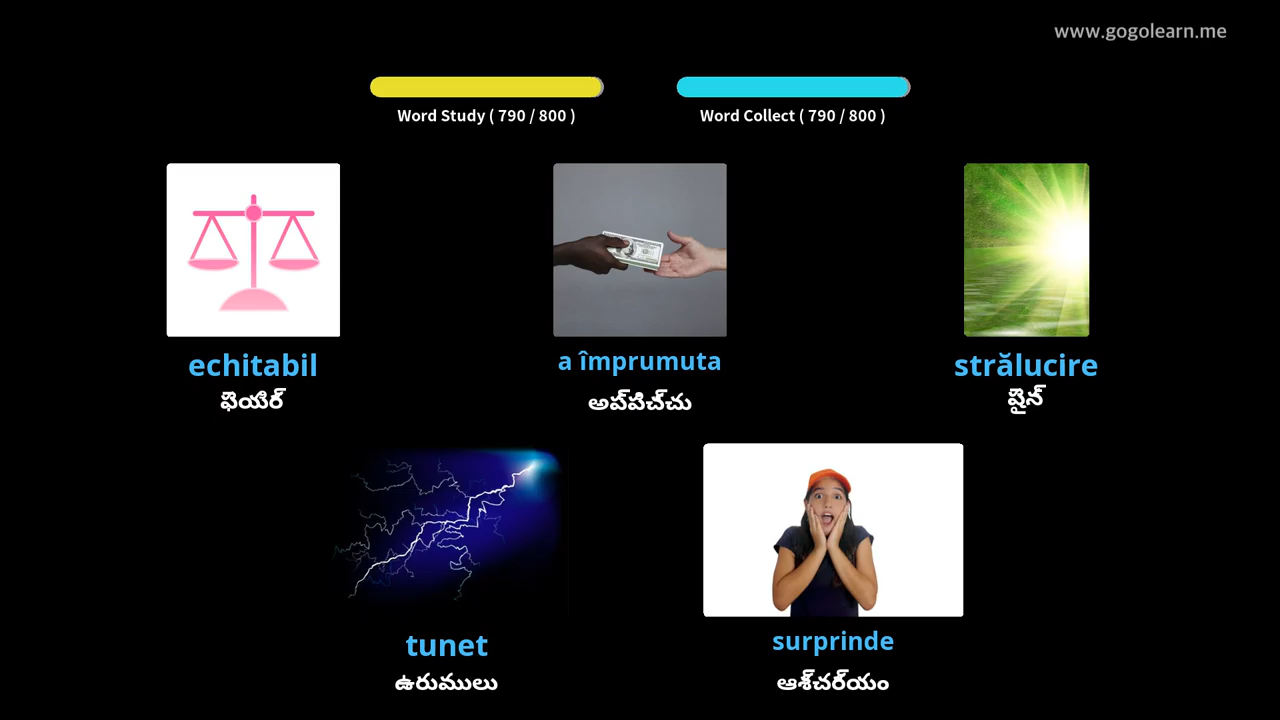 www.gogolearn.me
Word Study ( 790 / 800 )
Word Collect ( 790 / 800 )
echitabil
ఫెయిర్
a împrumuta
అప్పిచ్చు
strălucire
షైన్
tunet
ఉరుములు
surprinde
ఆశ్చర్యం